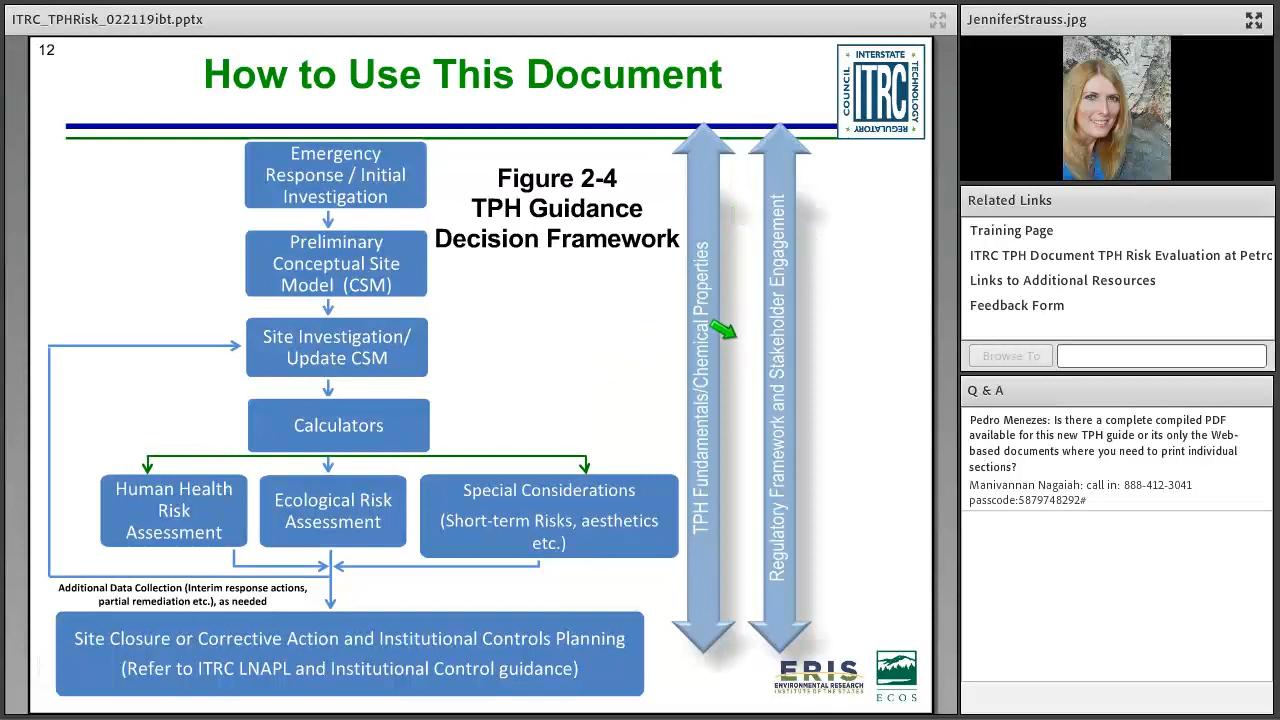 ITRC_TPHRisk_022119ibt.pptx
12
How to Use This Document
INTERSTATE
COUNCIL
ITRC
TECHNOLOGY
REGULATORY
Emergency
Response / Initial
Investigation
Figure 2-4
TPH Guidance
Decision Framework
Preliminary
Conceptual Site
Model (CSM)
Site Investigation/
Update CSM
Calculators
Human Health
Risk
Assessment
Ecological Risk
Assessment
Special Considerations
(Short-term Risks, aesthetics
etc.)
Additional Data Collection (Interim response actions,
partial remediation etc.), as needed
Site Closure or Corrective Action and Institutional Controls Planning
(Refer to ITRC LNAPL and Institutional Control guidance)
TPH Fundamentals/Chemical Properties
Regulatory Framework and Stakeholder Engagement
ERIS
ENVIRONMENTAL RESEARCH
INSTITUTE OF THE STATES
ECOS
JenniferStrauss.jpg
Related Links
Training Page
ITRC TPH Document TPH Risk Evaluation at Petrc
Links to Additional Resources
Feedback Form
Browse To
Q & A
Pedro Menezes: Is there a complete compiled PDF
available for this new TPH guide or its only the Web-
based documents where you need to print individual
sections?
Manivannan Nagaiah: call in: 888-412-3041
passcode:5879748292#